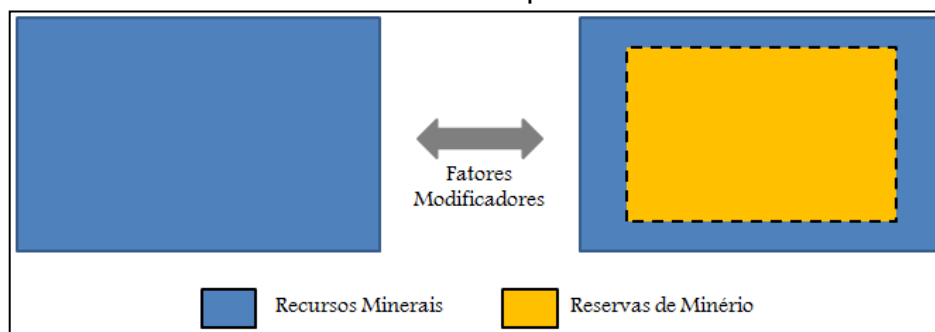 Fatores
Modificadores
Recursos Minerais
Reservas de Minério